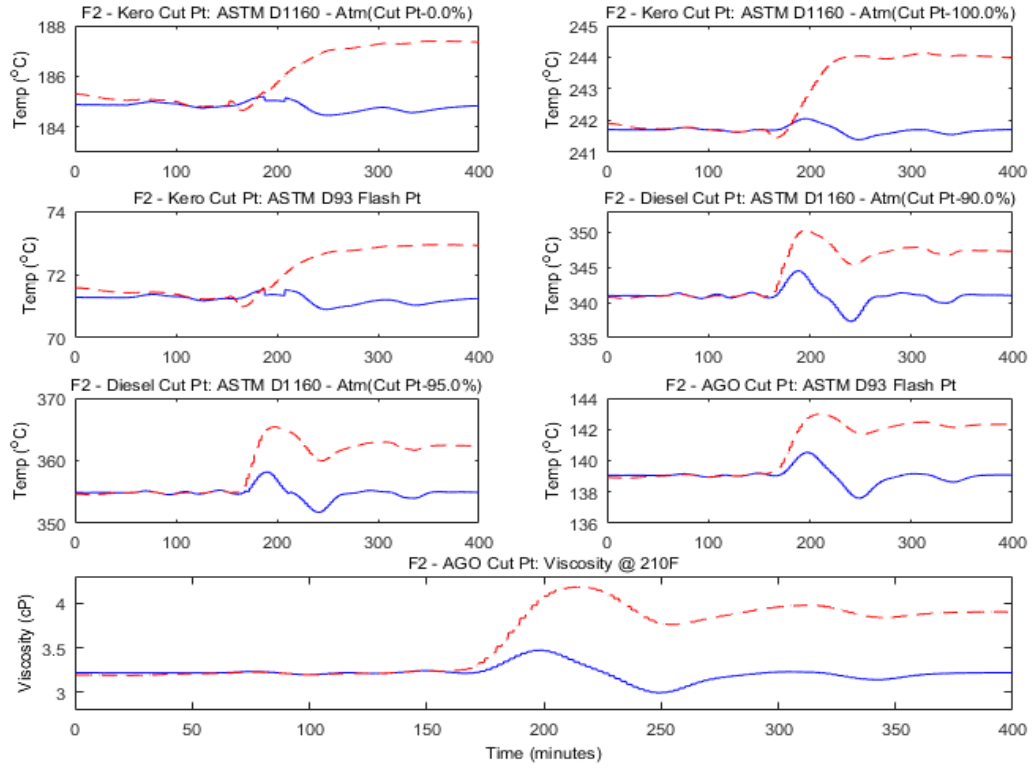 F2 - Kero Cut Pt: ASTM D1160 - Atm(Cut Pt-0.0%)
Temp (°C)
188
186
184
0 100 200 300 400
F2 - Kero Cut Pt: ASTM D1160 - Atm(Cut Pt-100.0%)
Temp (°C)
245
244
242
241
0 100 200 300 400
F2 - Kero Cut Pt: ASTM D93 Flash Pt
Temp (°C)
74
72
70
0 100 200 300 400
F2 - Diesel Cut Pt: ASTM D1160 - Atm(Cut Pt-90.0%)
Temp (°C)
350
345
340
335
0 100 200 300 400
F2 - Diesel Cut Pt: ASTM D1160 - Atm(Cut Pt-95.0%)
Temp (°C)
370
360
350
0 100 200 300 400
F2 - AGO Cut Pt: ASTM D93 Flash Pt
Temp (°C)
144
142
140
138
136
0 100 200 300 400
F2 - AGO Cut Pt: Viscosity @ 210F
Viscosity (cP)
4
3.5
3
0 50 100 150 200 250 300 350 400
Time (minutes)